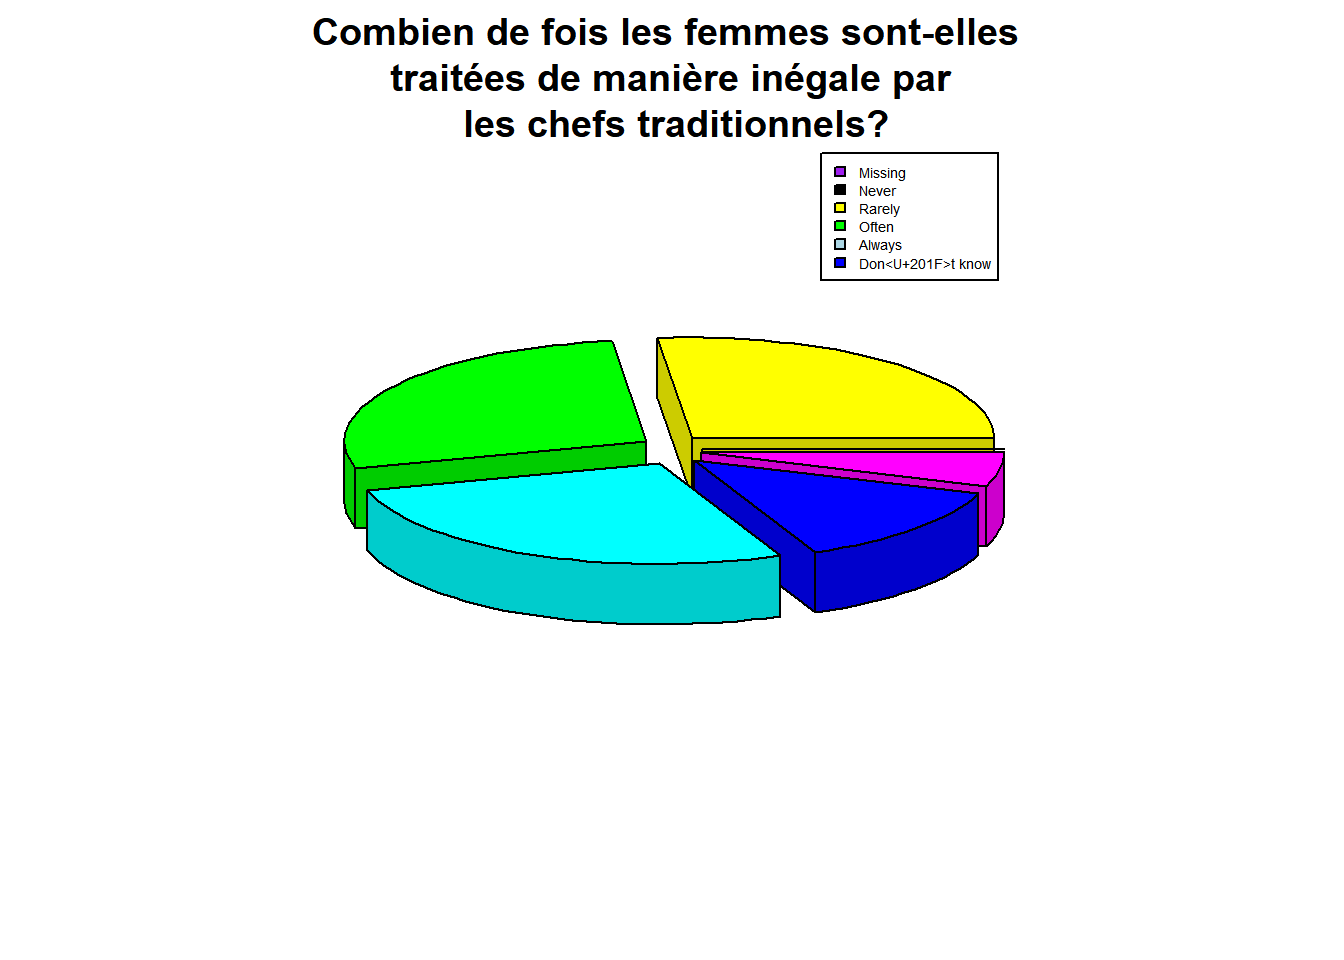 Combien de fois les femmes sont-elles
traitées de manière inégale par
les chefs traditionnels?
Missing
Never
Rarely
Often
Always
Don<U+201F>t know